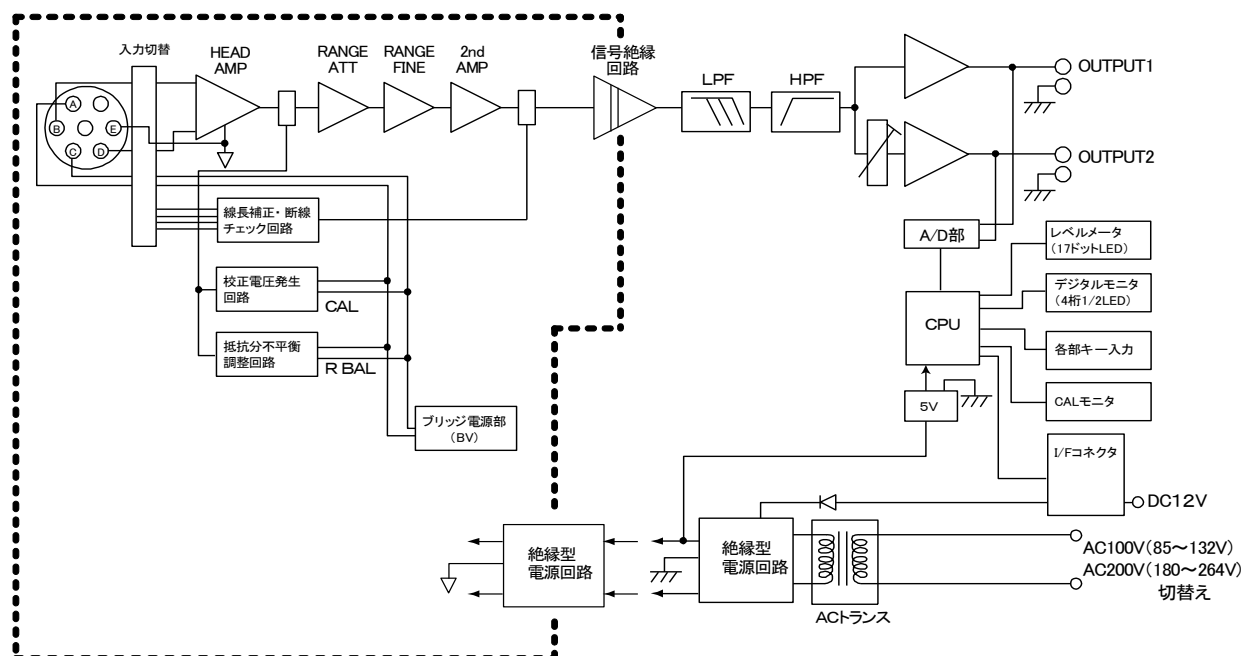 入力切替
HEAD
AMP
RANGE
ATT
RANGE
FINE
2nd
AMP
信号絶縁
回路
LPF
HPF
OUTPUT1
OUTPUT2
A
B
C
D
E
線長補正・断線
チェック回路
校正電圧発生
回路
CAL
抵抗分不平衡
調整回路
R BAL
ブリッジ電源部
(BV)
A/D部
CPU
5V
レベルメータ
(17ドットLED)
デジタルモニタ
(4桁1/2LED)
各部キー入力
CALモニタ
I/Fコネクタ
DC12V
絶縁型
電源回路
絶縁型
電源回路
ACトランス
AC100V(85～132V)
AC200V(180～264V)
切替え